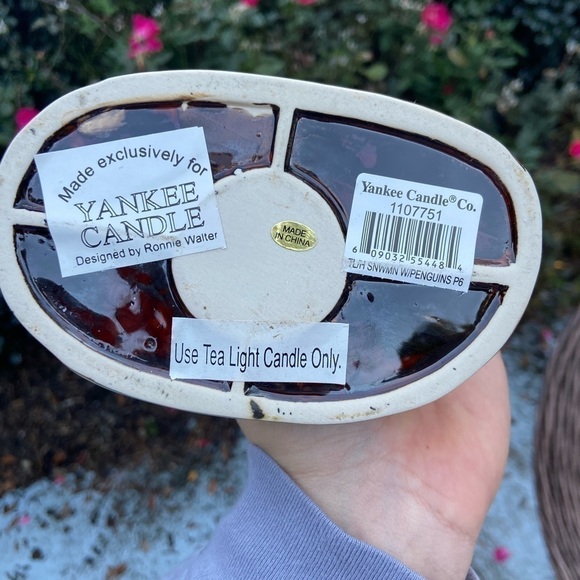 Made exclusively for
YANKEE
CANDLE
Designed by Ronnie Walter
MADE
IN CHINA
Yankee Candle® Co.
1107751
6 09032 55448 4
TL/H SNWMN W/PENGUINS P6
Use Tea Light Candle Only.